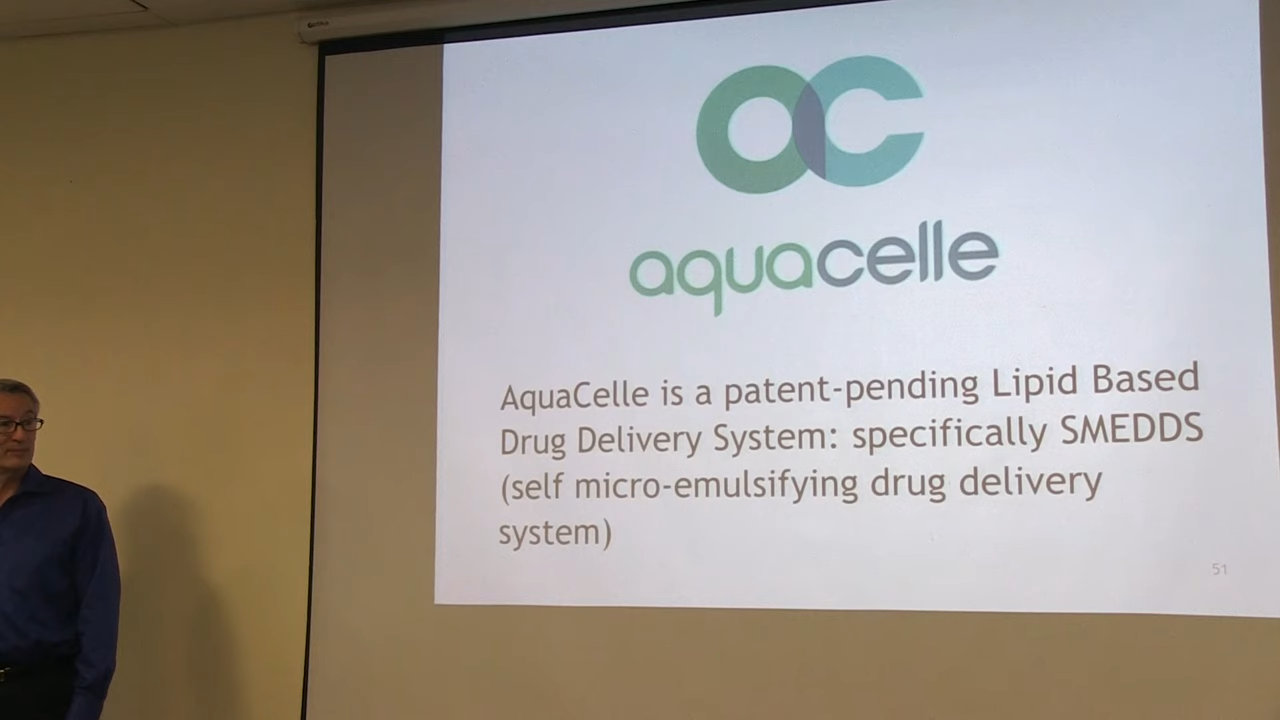 ac
aquacelle
AquaCelle is a patent-pending Lipid Based
Drug Delivery System: specifically SMEDDS
(self micro-emulsifying drug delivery
system)
51